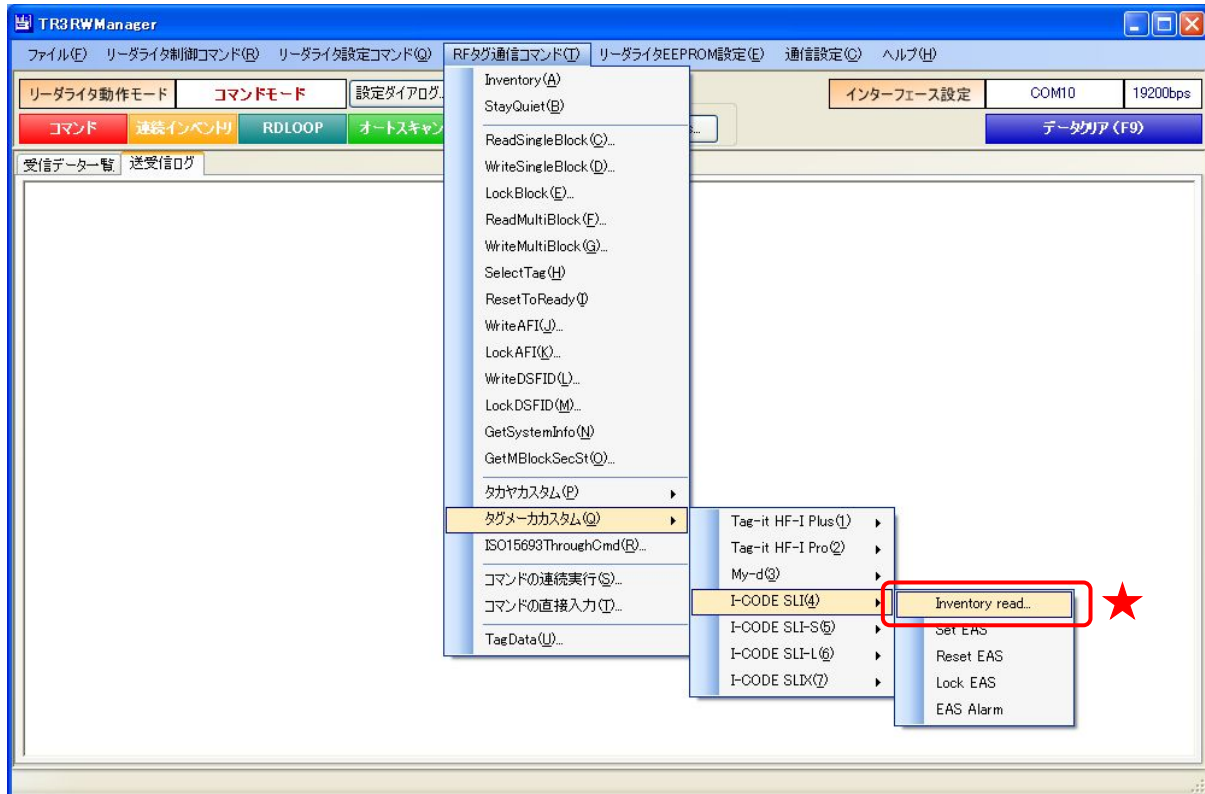 TR3RWManager
ファイル(F) リーダライタ制御コマンド(R) リーダライタ設定コマンド(Q) RFタグ通信コマンド(T) リーダライタEEPROM設定(E) 通信設定(C) ヘルプ(H)
リーダライタ動作モード コマンドモード 設定ダイアログ インターフェース設定 COM10 19200bps
コマンド 連続インベントリ RDLOOP オートスキャン データクリア(F9)
受信データ一覧 送受信ログ
Inventory(A)
StayQuiet(B)
ReadSingleBlock(C)...
WriteSingleBlock(D)...
LockBlock(E)...
ReadMultiBlock(F)...
WriteMultiBlock(G)...
SelectTag(H)
ResetToReady(I)
WriteAFI(J)...
LockAFI(K)...
WriteDSFID(L)...
LockDSFID(M)...
GetSystemInfo(N)
GetMBlockSecSt(O)...
タカヤカスタム(P)
タグメーカカスタム(Q)
ISO15693ThroughCmd(R)...
コマンドの連続実行(S)...
コマンドの直接入力(T)...
TagData(U)...
Tag-it HF-I Plus(1)
Tag-it HF-I Pro(2)
My-d(3)
I-CODE SLI(4)
I-CODE SLI-S(5)
I-CODE SLI-L(6)
I-CODE SLIX(7)
Inventory read...
Set EAS
Reset EAS
Lock EAS
EAS Alarm